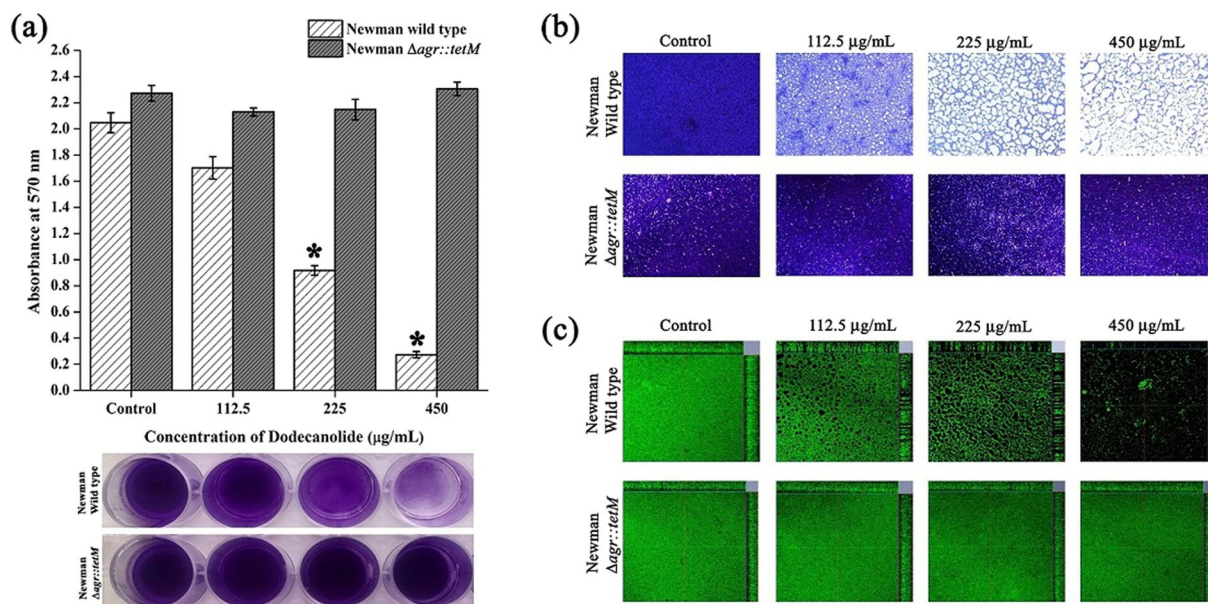 (a)
Newman wild type
Newman Δagr::tetM
2.6
2.4
2.2
2.0
1.8
1.6
1.4
1.2
1.0
0.8
0.6
0.4
0.2
0.0
Absorbance at 570 nm
*
*
Control 112.5 225 450
Concentration of Dodecanolide (µg/mL)
Newman
Wild type
Newman
Δagr::tetM
(b)
Control 112.5 µg/mL 225 µg/mL 450 µg/mL
Newman
Wild type
Newman
Δagr::tetM
(c)
Control 112.5 µg/mL 225 µg/mL 450 µg/mL
Newman
Wild type
Newman
Δagr::tetM